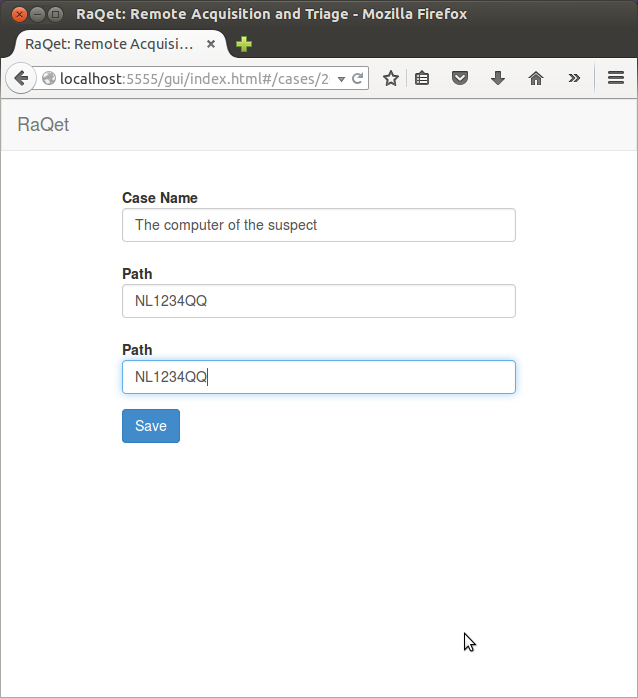 RaQet: Remote Acquisition and Triage - Mozilla Firefox
RaQet: Remote Acquisi...
localhost:5555/gui/index.html#/cases/2
RaQet
Case Name
The computer of the suspect
Path
NL1234QQ
Path
NL1234QQ
Save